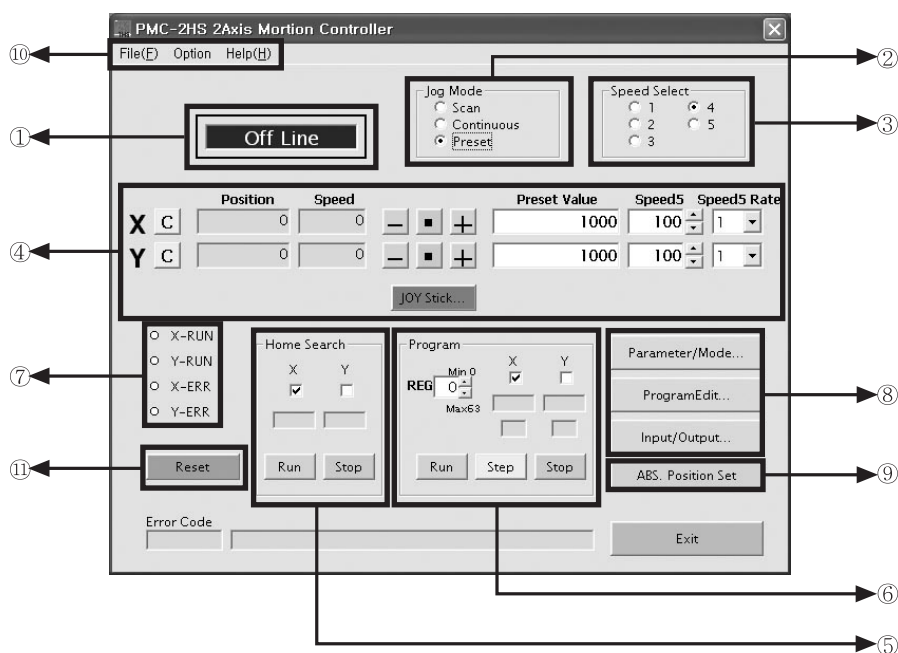 PMC-2HS 2Axis Mortion Controller
⑩ File(F) Option Help(H)
②
Jog Mode
Scan
Continuous
Preset
Speed Select
1 4
2 5
3
③
① Off Line
Position Speed Preset Value Speed5 Speed5 Rate
X C 0 0 – ■ + 1000 100 1
④
Y C 0 0 – ■ + 1000 100 1
JOY Stick...
⑦
X-RUN
Y-RUN
X-ERR
Y-ERR
Home Search
X Y
Run Stop
Program
REG Min 0 X Y
0
Max63
Run Step Stop
Parameter/Mode...
ProgramEdit...
Input/Output...
⑧
⑪ Reset
ABS. Position Set ⑨
Error Code
Exit
⑥
⑤